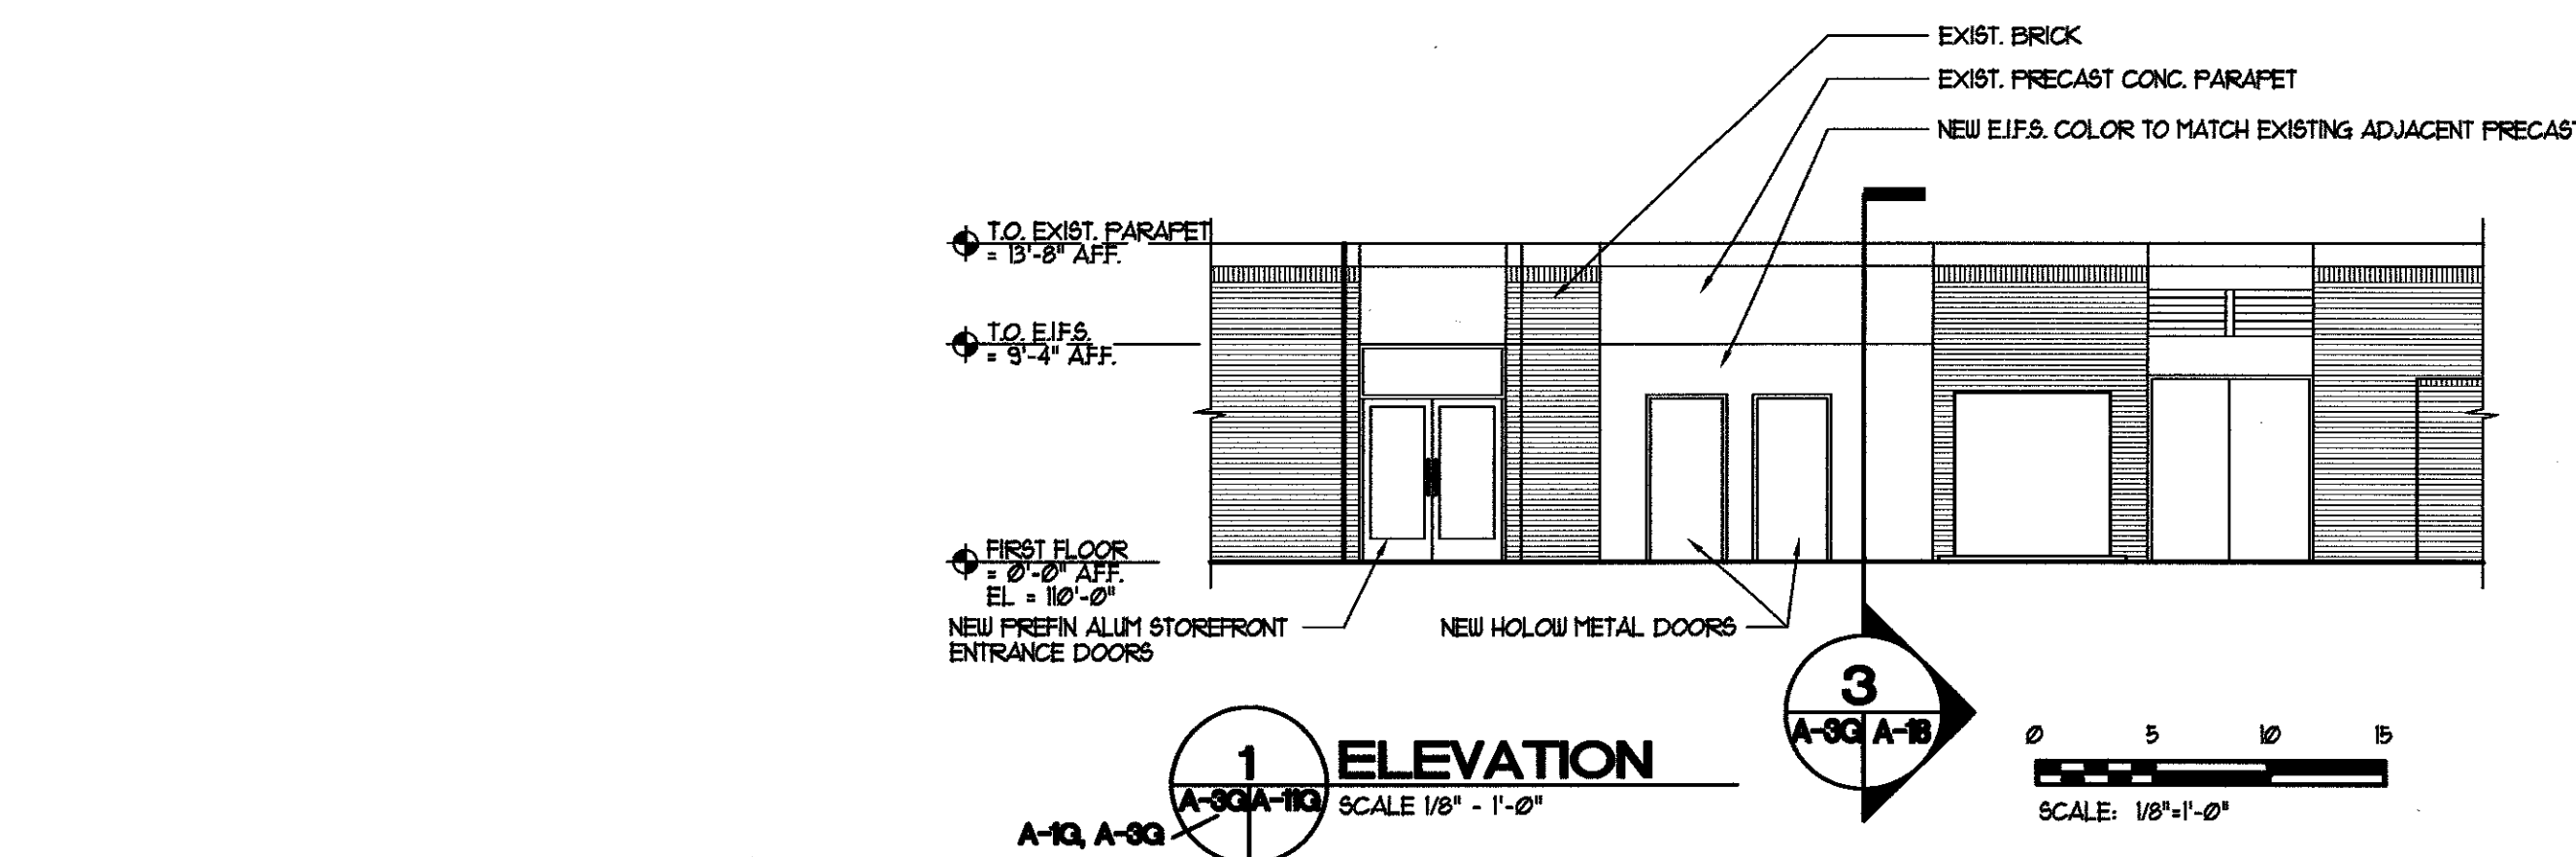 EXIST. BRICK
EXIST. PRECAST CONC. PARAPET
NEW E.I.F.S. COLOR TO MATCH EXISTING ADJACENT PRECAST
T.O. EXIST. PARAPET
= 13'-8" A.F.F.
T.O. E.I.F.S.
= 9'-4" A.F.F.
FIRST FLOOR
= 0'-0" A.F.F.
EL = 110'-0"
NEW PREFIN ALUM STOREFRONT
ENTRANCE DOORS
NEW HOLOW METAL DOORS
3
A-3G A-18
1
A-3G A-11G
ELEVATION
SCALE 1/8" - 1'-0"
A-1G, A-3G
0 5 10 15
SCALE: 1/8"=1'-0"